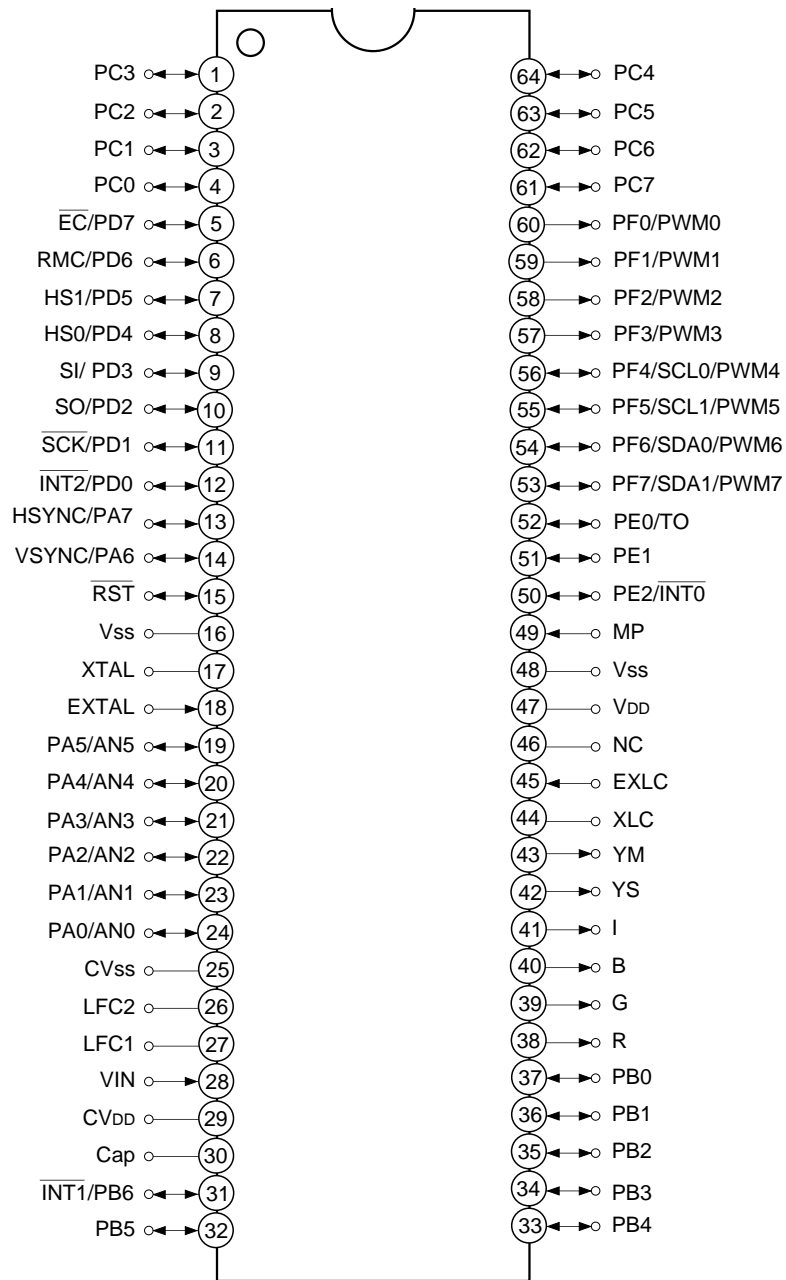 PC3 1 64 PC4
PC2 2 63 PC5
PC1 3 62 PC6
PC0 4 61 PC7
E̅C̅/PD7 5 60 PF0/PWM0
RMC/PD6 6 59 PF1/PWM1
HS1/PD5 7 58 PF2/PWM2
HS0/PD4 8 57 PF3/PWM3
SI/ PD3 9 56 PF4/SCL0/PWM4
SO/PD2 10 55 PF5/SCL1/PWM5
S̅C̅K̅/PD1 11 54 PF6/SDA0/PWM6
I̅N̅T̅2̅/PD0 12 53 PF7/SDA1/PWM7
HSYNC/PA7 13 52 PE0/TO
VSYNC/PA6 14 51 PE1
R̅S̅T̅ 15 50 PE2/I̅N̅T̅0̅
Vss 16 49 MP
XTAL 17 48 Vss
EXTAL 18 47 VDD
PA5/AN5 19 46 NC
PA4/AN4 20 45 EXLC
PA3/AN3 21 44 XLC
PA2/AN2 22 43 YM
PA1/AN1 23 42 YS
PA0/AN0 24 41 I
CVss 25 40 B
LFC2 26 39 G
LFC1 27 38 R
VIN 28 37 PB0
CVDD 29 36 PB1
Cap 30 35 PB2
I̅N̅T̅1̅/PB6 31 34 PB3
PB5 32 33 PB4